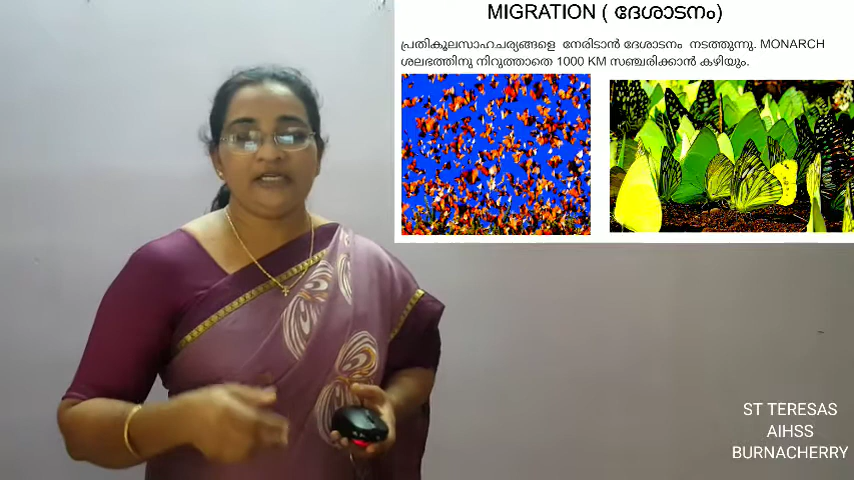 MIGRATION ( ദേശാടനം)
പ്രതികൂലസാഹചര്യങ്ങളെ നേരിടാൻ ദേശാടനം നടത്തുന്നു. MONARCH
ശലഭത്തിനു നിറുത്താതെ 1000 KM സഞ്ചരിക്കാൻ കഴിയും.
ST TERESAS
AIHSS
BURNACHERRY